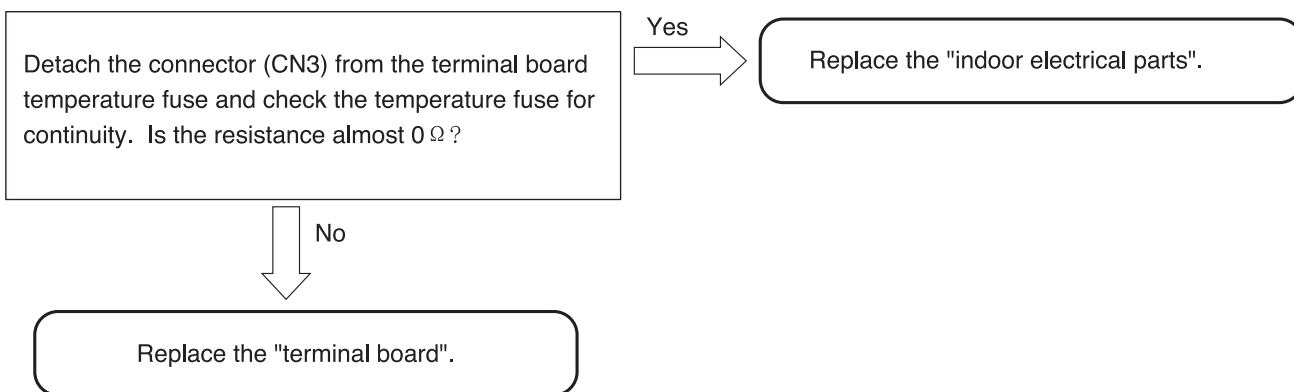 Detach the connector (CN3) from the terminal board
temperature fuse and check the temperature fuse for
continuity.  Is the resistance almost 0Ω?
Yes
Replace the "indoor electrical parts".
No
Replace the "terminal board".